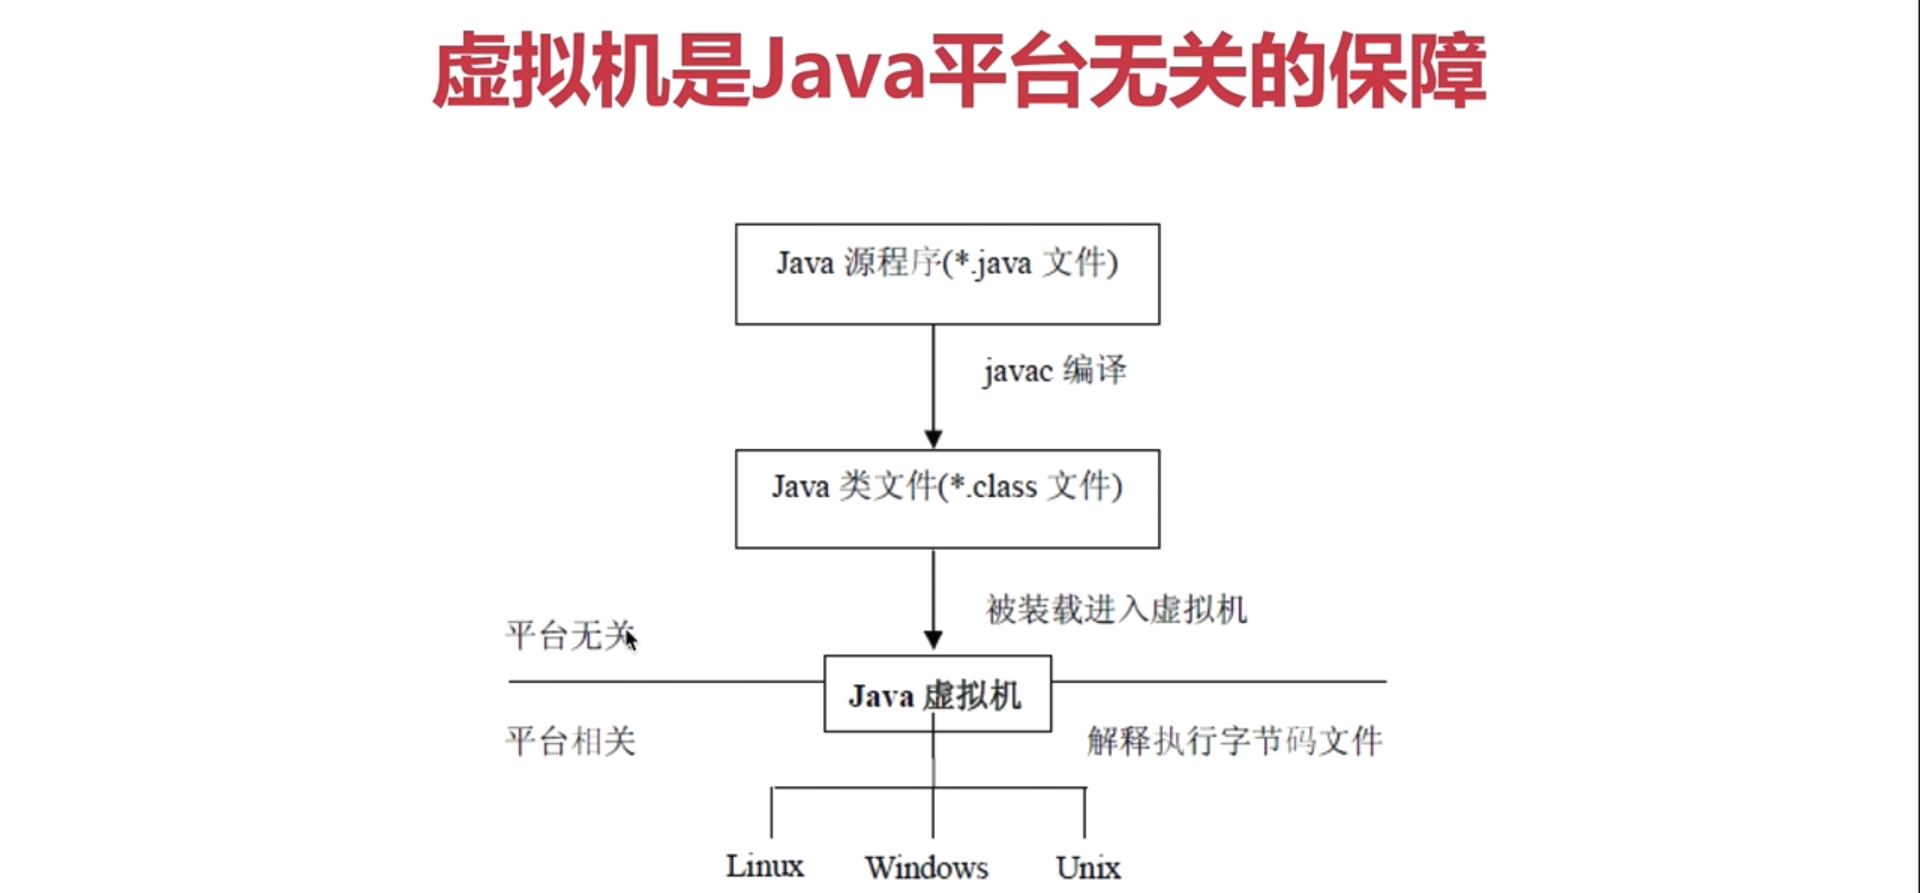 虚拟机是Java平台无关的保障
Java 源程序(*.java 文件)
javac 编译
Java 类文件(*.class 文件)
被装载进入虚拟机
平台无关
Java 虚拟机
平台相关
解释执行字节码文件
Linux Windows Unix